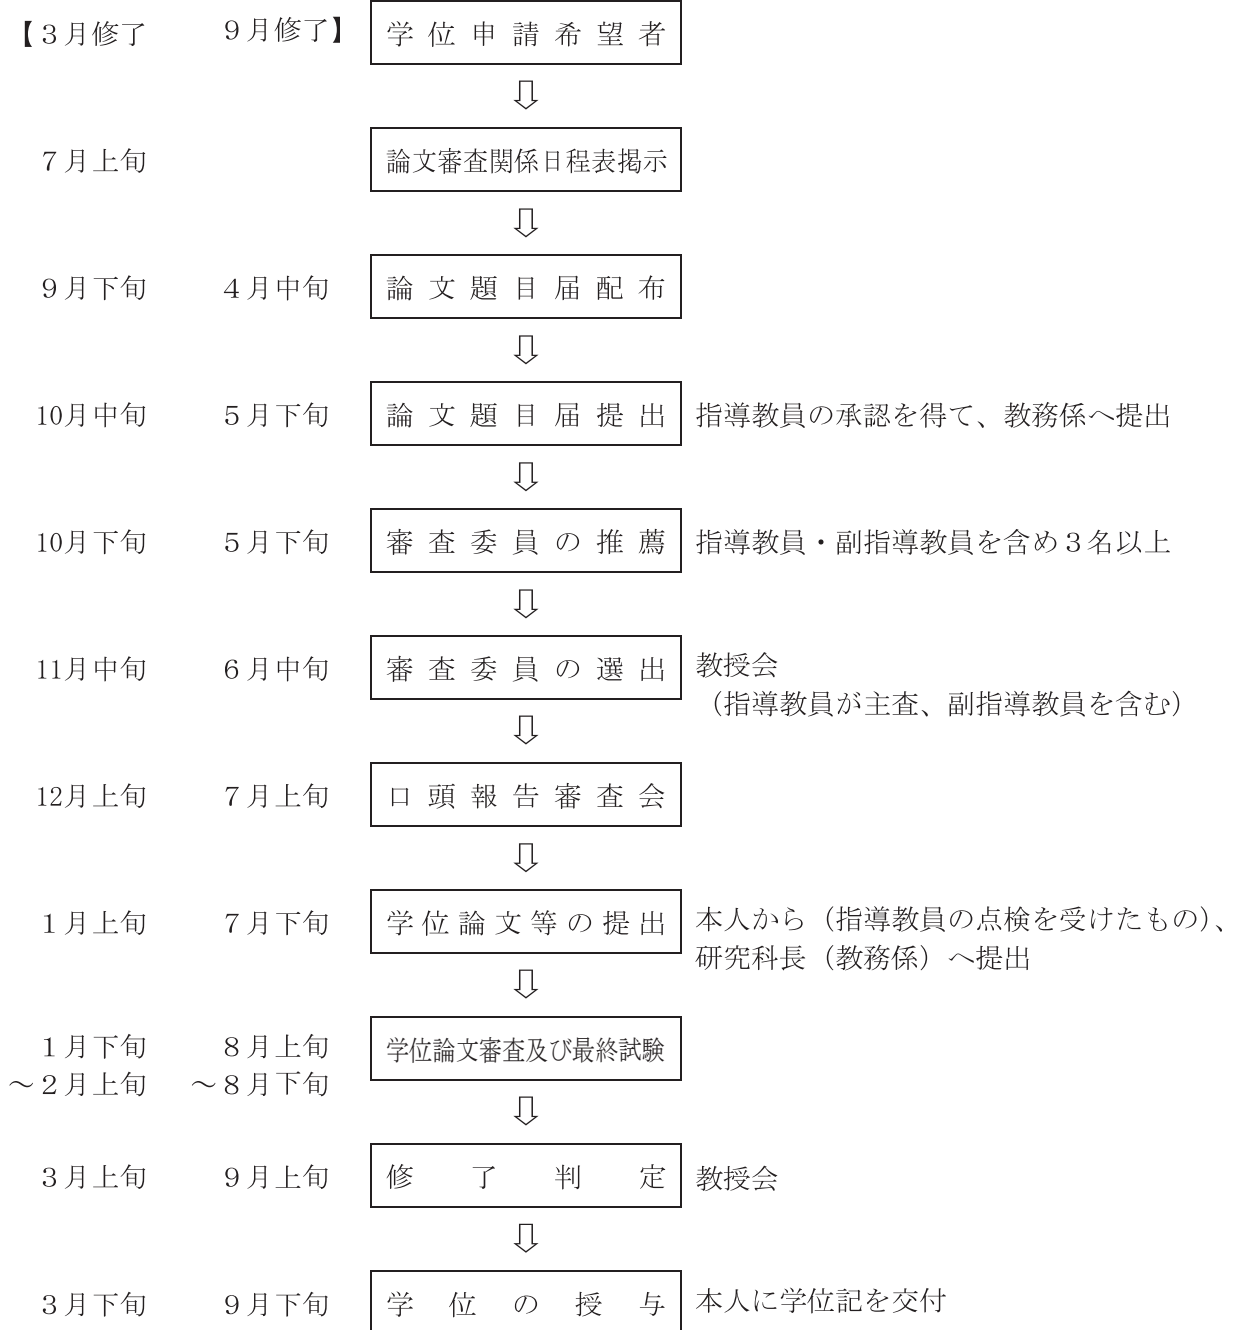 【３月修了　９月修了】　学位申請希望者
⇩
７月上旬　論文審査関係日程表掲示
⇩
９月下旬　４月中旬　論文題目届配布
⇩
10月中旬　５月下旬　論文題目届提出　指導教員の承認を得て、教務係へ提出
⇩
10月下旬　５月下旬　審査委員の推薦　指導教員・副指導教員を含め３名以上
⇩
11月中旬　６月中旬　審査委員の選出　教授会
（指導教員が主査、副指導教員を含む）
⇩
12月上旬　７月上旬　口頭報告審査会
⇩
１月上旬　７月下旬　学位論文等の提出　本人から（指導教員の点検を受けたもの）、
研究科長（教務係）へ提出
⇩
１月下旬　８月上旬　学位論文審査及び最終試験
～２月上旬　～８月下旬
⇩
３月上旬　９月上旬　修了判定　教授会
⇩
３月下旬　９月下旬　学位の授与　本人に学位記を交付